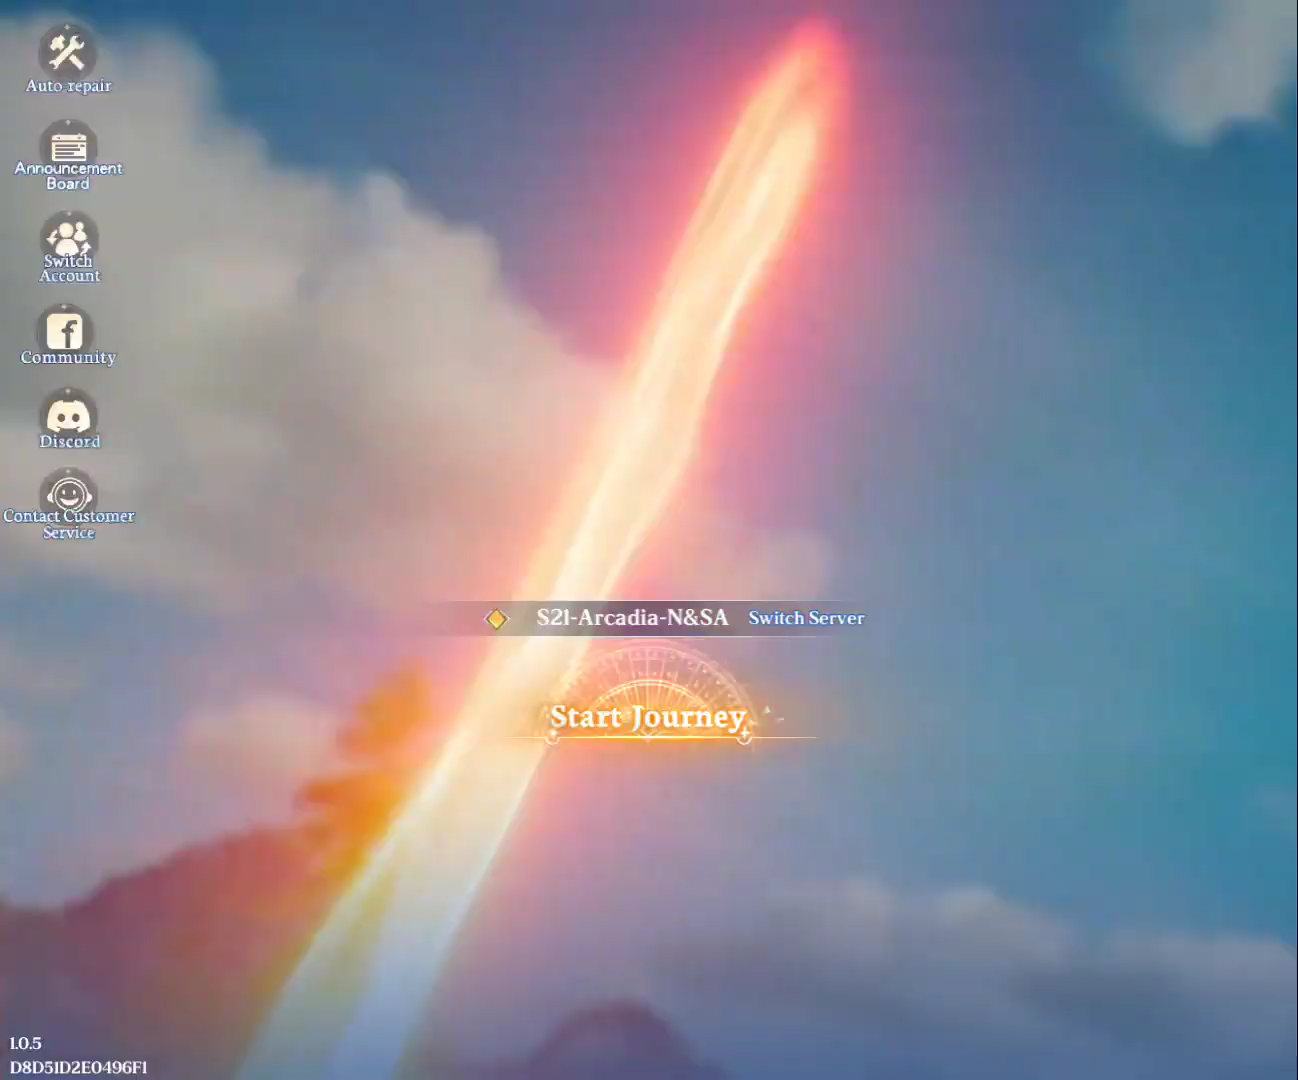 Auto repair
Announcement
Board
Switch
Account
Community
Discord
Contact Customer
Service
S21-Arcadia-N&SA Switch Server
Start Journey
1.0.5
D8D51D2E0496F1